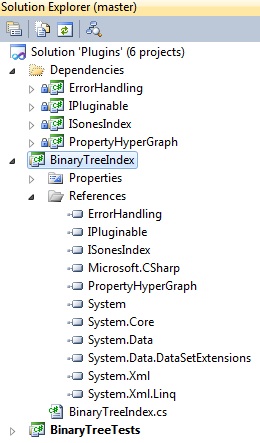 Solution Explorer (master)
Solution 'Plugins' (6 projects)
Dependencies
ErrorHandling
IPluginable
ISonesIndex
PropertyHyperGraph
BinaryTreeIndex
Properties
References
ErrorHandling
IPluginable
ISonesIndex
Microsoft.CSharp
PropertyHyperGraph
System
System.Core
System.Data
System.Data.DataSetExtensions
System.Xml
System.Xml.Linq
BinaryTreeIndex.cs
BinaryTreeTests